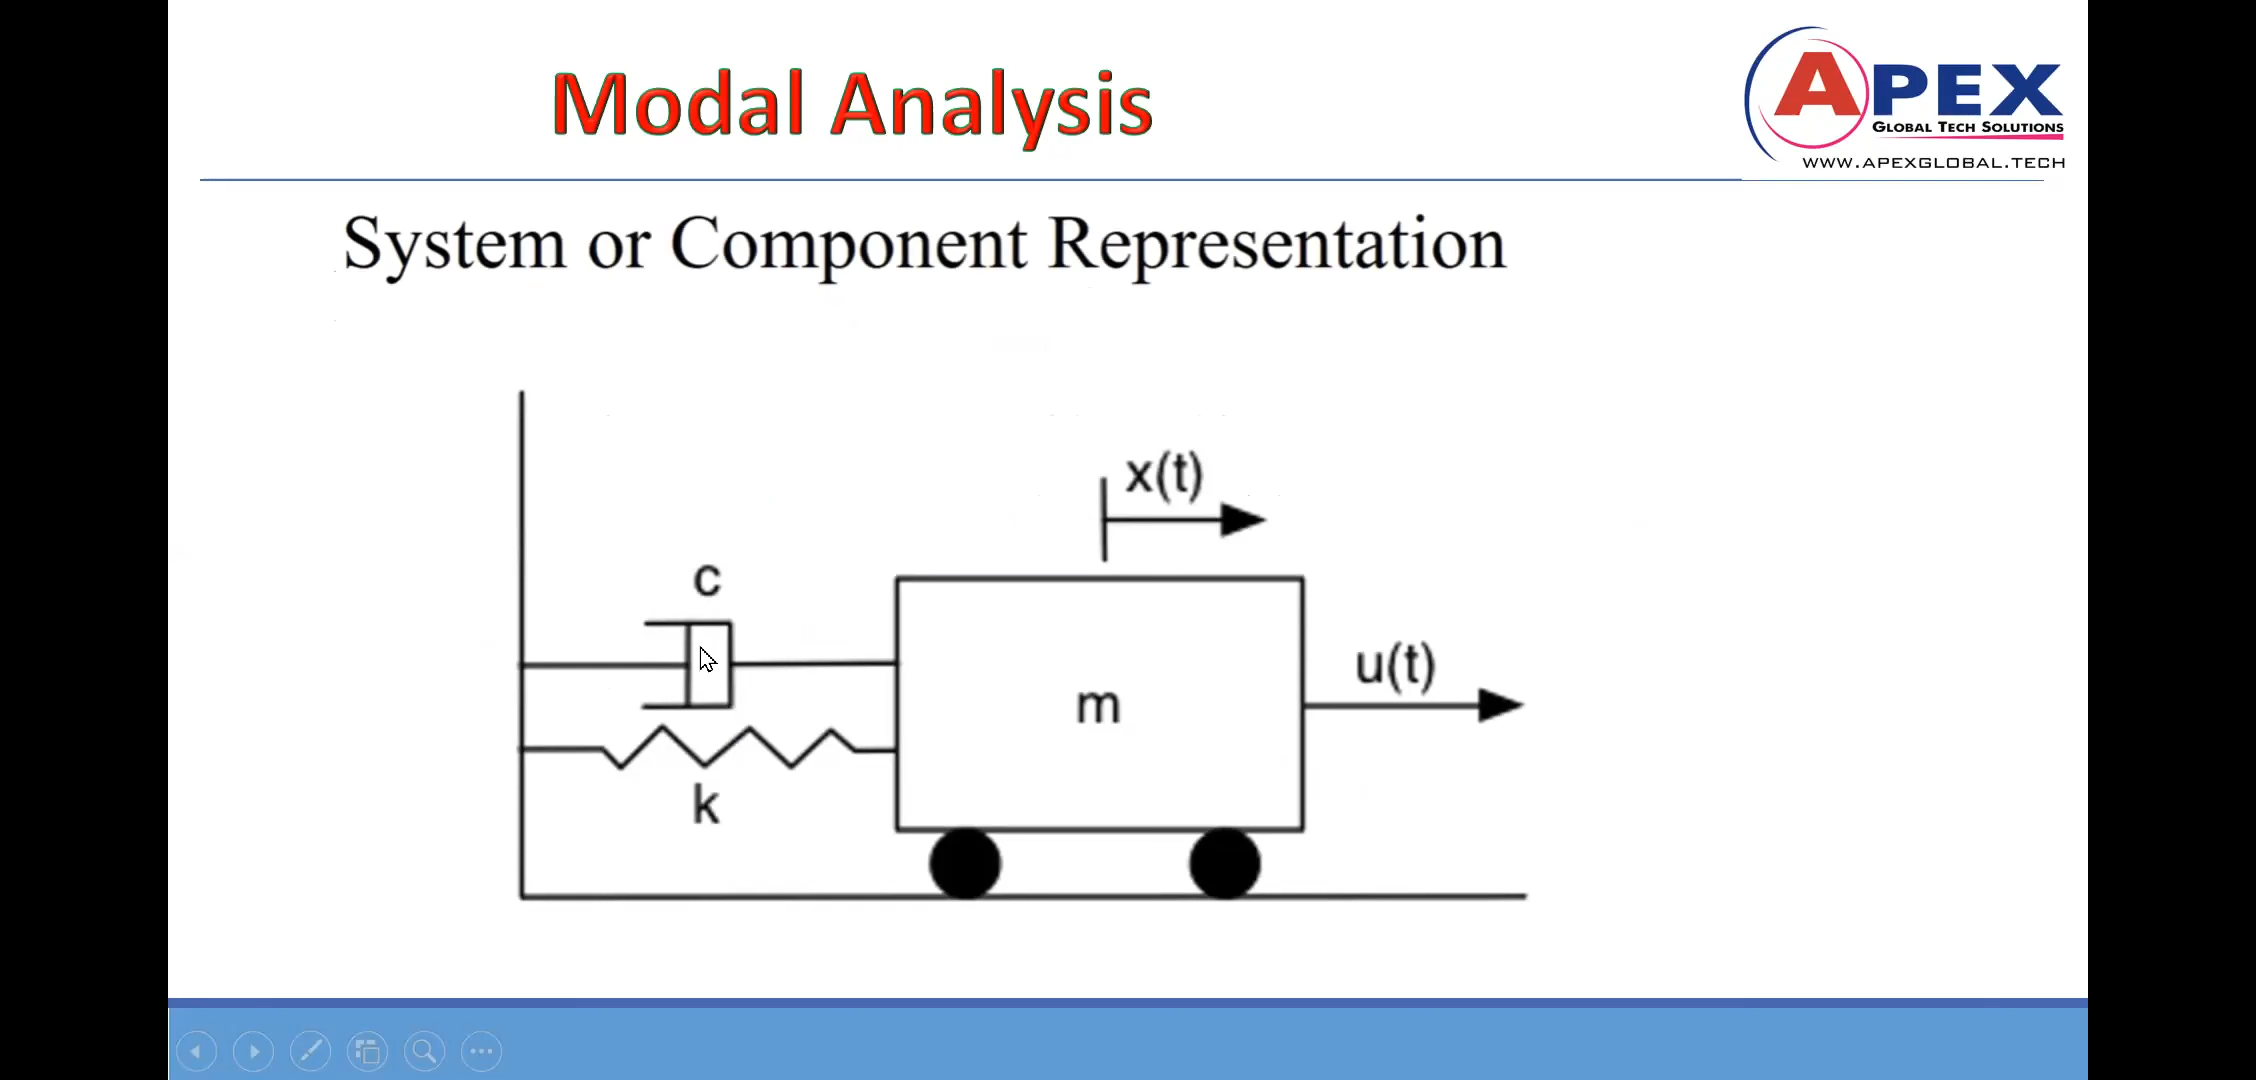 Modal Analysis
APEX
GLOBAL TECH SOLUTIONS
WWW.APEXGLOBAL.TECH
System or Component Representation
x(t)
c
u(t)
m
k